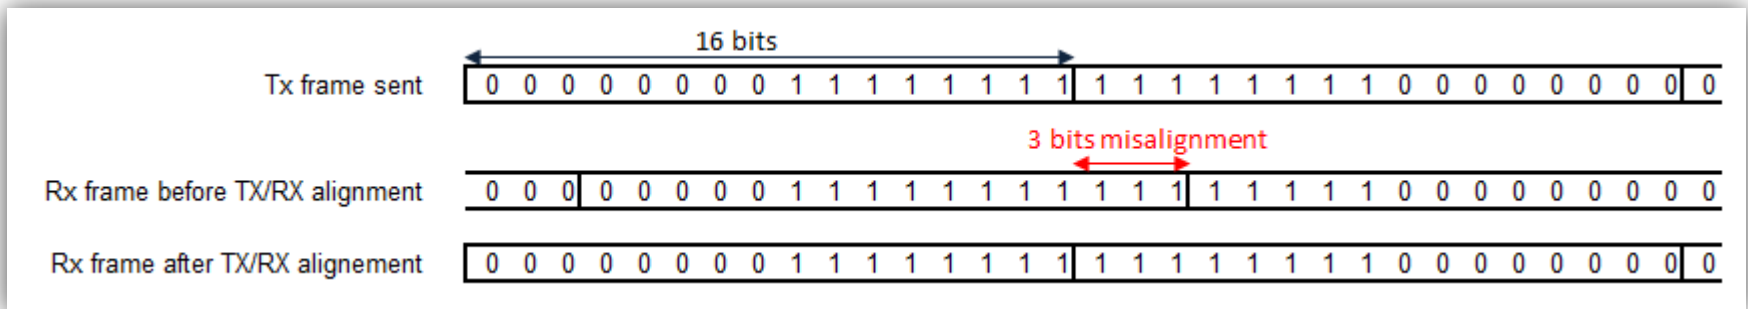 16 bits
Tx frame sent 0 0 0 0 0 0 0 0 1 1 1 1 1 1 1 1 1 1 1 1 1 1 1 1 0 0 0 0 0 0 0 0 0
3 bits misalignment
Rx frame before TX/RX alignment 0 0 0 0 0 0 0 0 1 1 1 1 1 1 1 1 1 1 1 1 1 1 1 1 0 0 0 0 0 0 0 0 0
Rx frame after TX/RX alignement 0 0 0 0 0 0 0 0 1 1 1 1 1 1 1 1 1 1 1 1 1 1 1 1 0 0 0 0 0 0 0 0 0